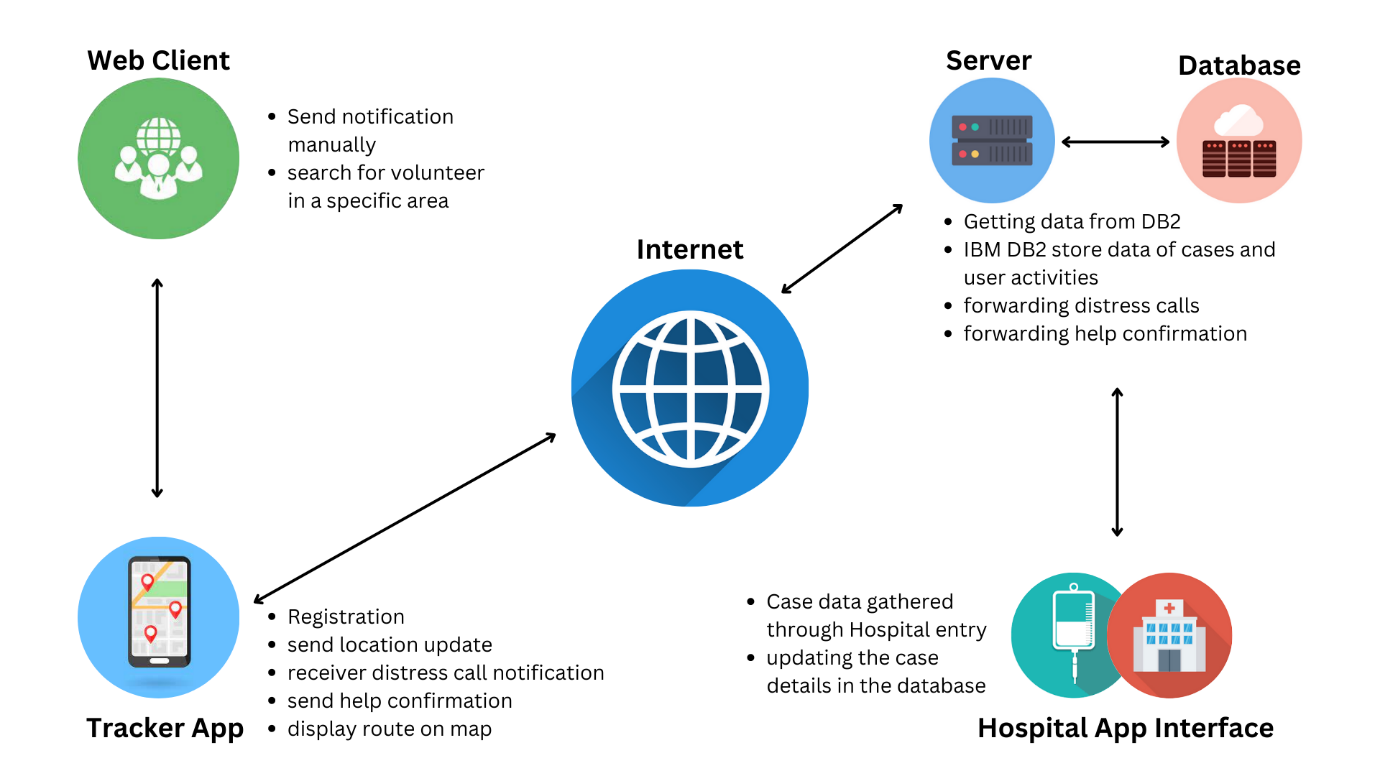 Web Client
• Send notification
manually
• search for volunteer
in a specific area
Server
Database
• Getting data from DB2
• IBM DB2 store data of cases and
user activities
• forwarding distress calls
• forwarding help confirmation
Internet
• Registration
• send location update
• receiver distress call notification
• send help confirmation
• display route on map
Tracker App
• Case data gathered
through Hospital entry
• updating the case
details in the database
Hospital App Interface